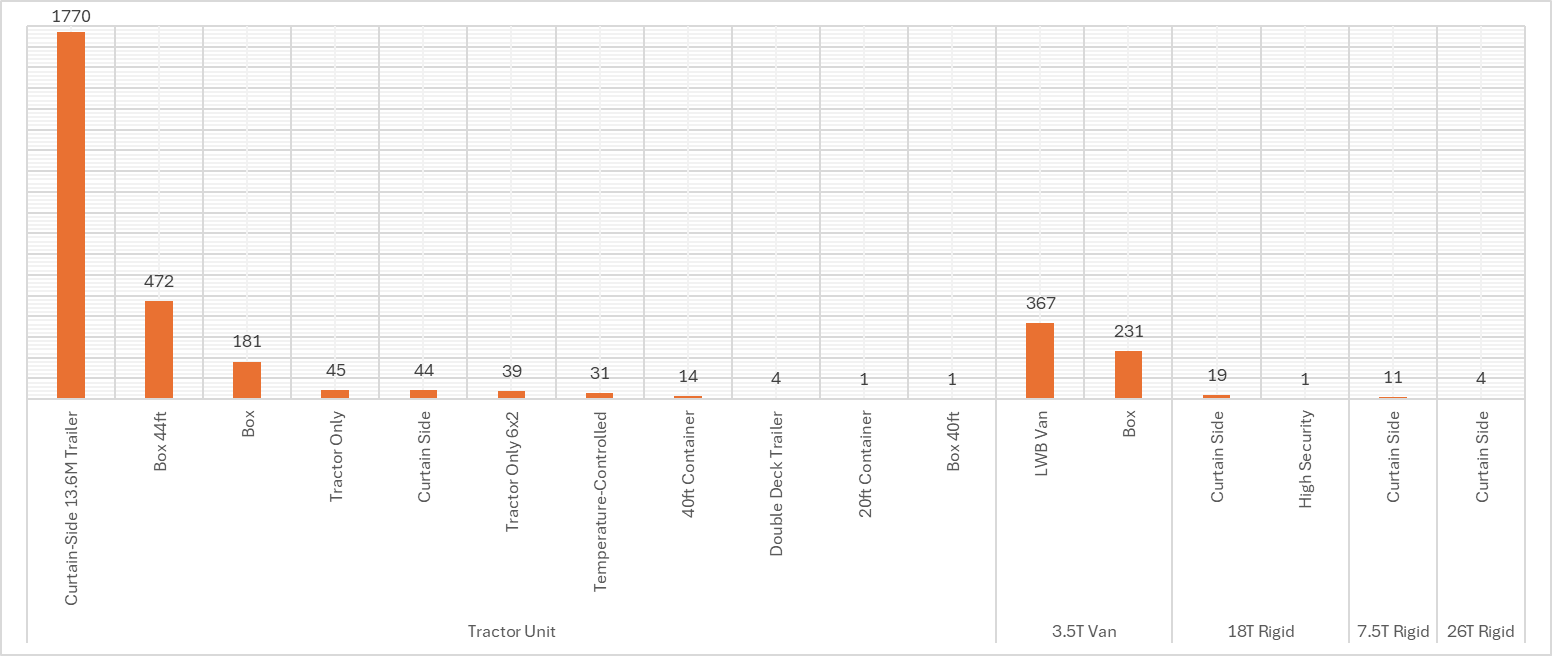 1770
472
181
45
44
39
31
14
4
1
1
367
231
19
1
11
4
Curtain-Side 13.6M Trailer
Box 44ft
Box
Tractor Only
Curtain Side
Tractor Only 6x2
Temperature-Controlled
40ft Container
Double Deck Trailer
20ft Container
Box 40ft
LWB Van
Box
Curtain Side
High Security
Curtain Side
Curtain Side
Tractor Unit
3.5T Van
18T Rigid
7.5T Rigid
26T Rigid